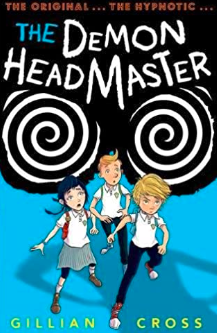 THE ORIGINAL... THE HYPNOTIC...
THE DEMON
HEADMASTER
GILLIAN CROSS